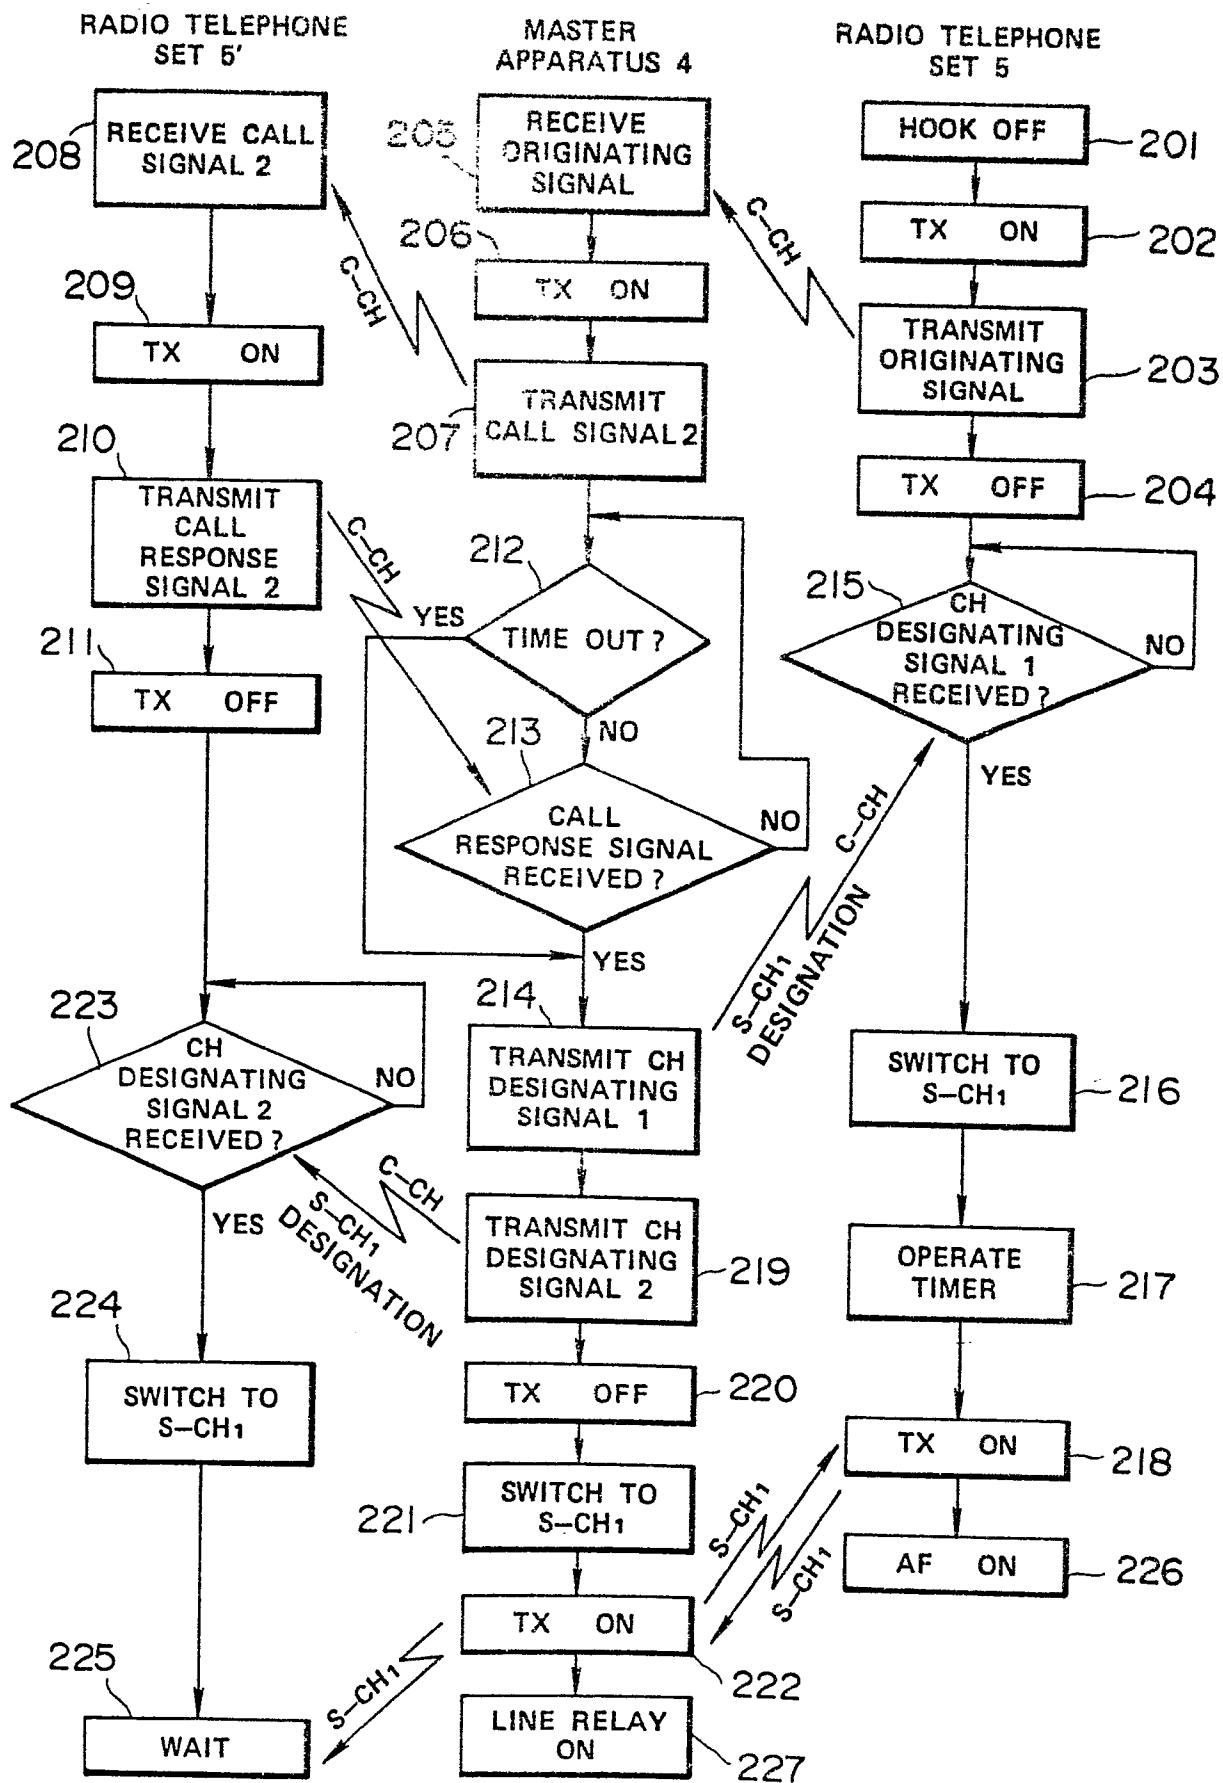 RADIO TELEPHONE
SET 5'
208
RECEIVE CALL
SIGNAL 2
209
TX ON
210
TRANSMIT
CALL
RESPONSE
SIGNAL 2
211
TX OFF
223
CH
DESIGNATING
SIGNAL 2
RECEIVED?
NO
YES
224
SWITCH TO
S-CH1
225
WAIT
MASTER
APPARATUS 4
205
RECEIVE
ORIGINATING
SIGNAL
206
TX ON
C-CH
207
TRANSMIT
CALL SIGNAL 2
C-CH
212
TIME OUT?
YES
NO
213
CALL
RESPONSE SIGNAL
RECEIVED?
NO
YES
214
TRANSMIT CH
DESIGNATING
SIGNAL 1
C-CH
S-CH1
DESIGNATION
TRANSMIT CH
DESIGNATING
SIGNAL 2
219
TX OFF
220
221
SWITCH TO
S-CH1
TX ON
222
S-CH1
LINE RELAY
ON
227
RADIO TELEPHONE
SET 5
HOOK OFF
201
TX ON
202
C-CH
TRANSMIT
ORIGINATING
SIGNAL
203
TX OFF
204
215
CH
DESIGNATING
SIGNAL 1
RECEIVED?
NO
YES
C-CH
S-CH1
DESIGNATION
SWITCH TO
S-CH1
216
OPERATE
TIMER
217
TX ON
218
S-CH1
S-CH1
AF ON
226